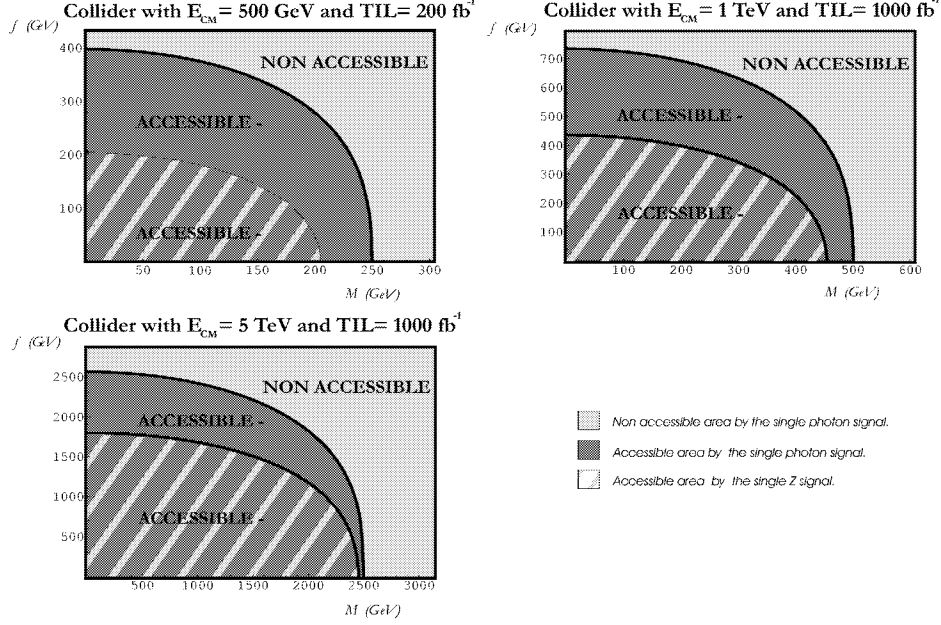 Collider with E_CM = 500 GeV and TIL= 200 fb^-1
f (GeV)
400
300
200
100
NON ACCESSIBLE
ACCESSIBLE -
ACCESSIBLE -
50 100 150 200 250 300
M (GeV)
Collider with E_CM = 1 TeV and TIL= 1000 fb^-1
f (GeV)
700
600
500
400
300
200
100
NON ACCESSIBLE
ACCESSIBLE -
ACCESSIBLE -
100 200 300 400 500 600
M (GeV)
Collider with E_CM = 5 TeV and TIL= 1000 fb^-1
f (GeV)
2500
2000
1500
1000
500
NON ACCESSIBLE
ACCESSIBLE -
ACCESSIBLE -
500 1000 1500 2000 2500 3000
M (GeV)
Non accessible area by the single photon signal.
Accessible area by the single photon signal.
Accessible area by the single Z signal.